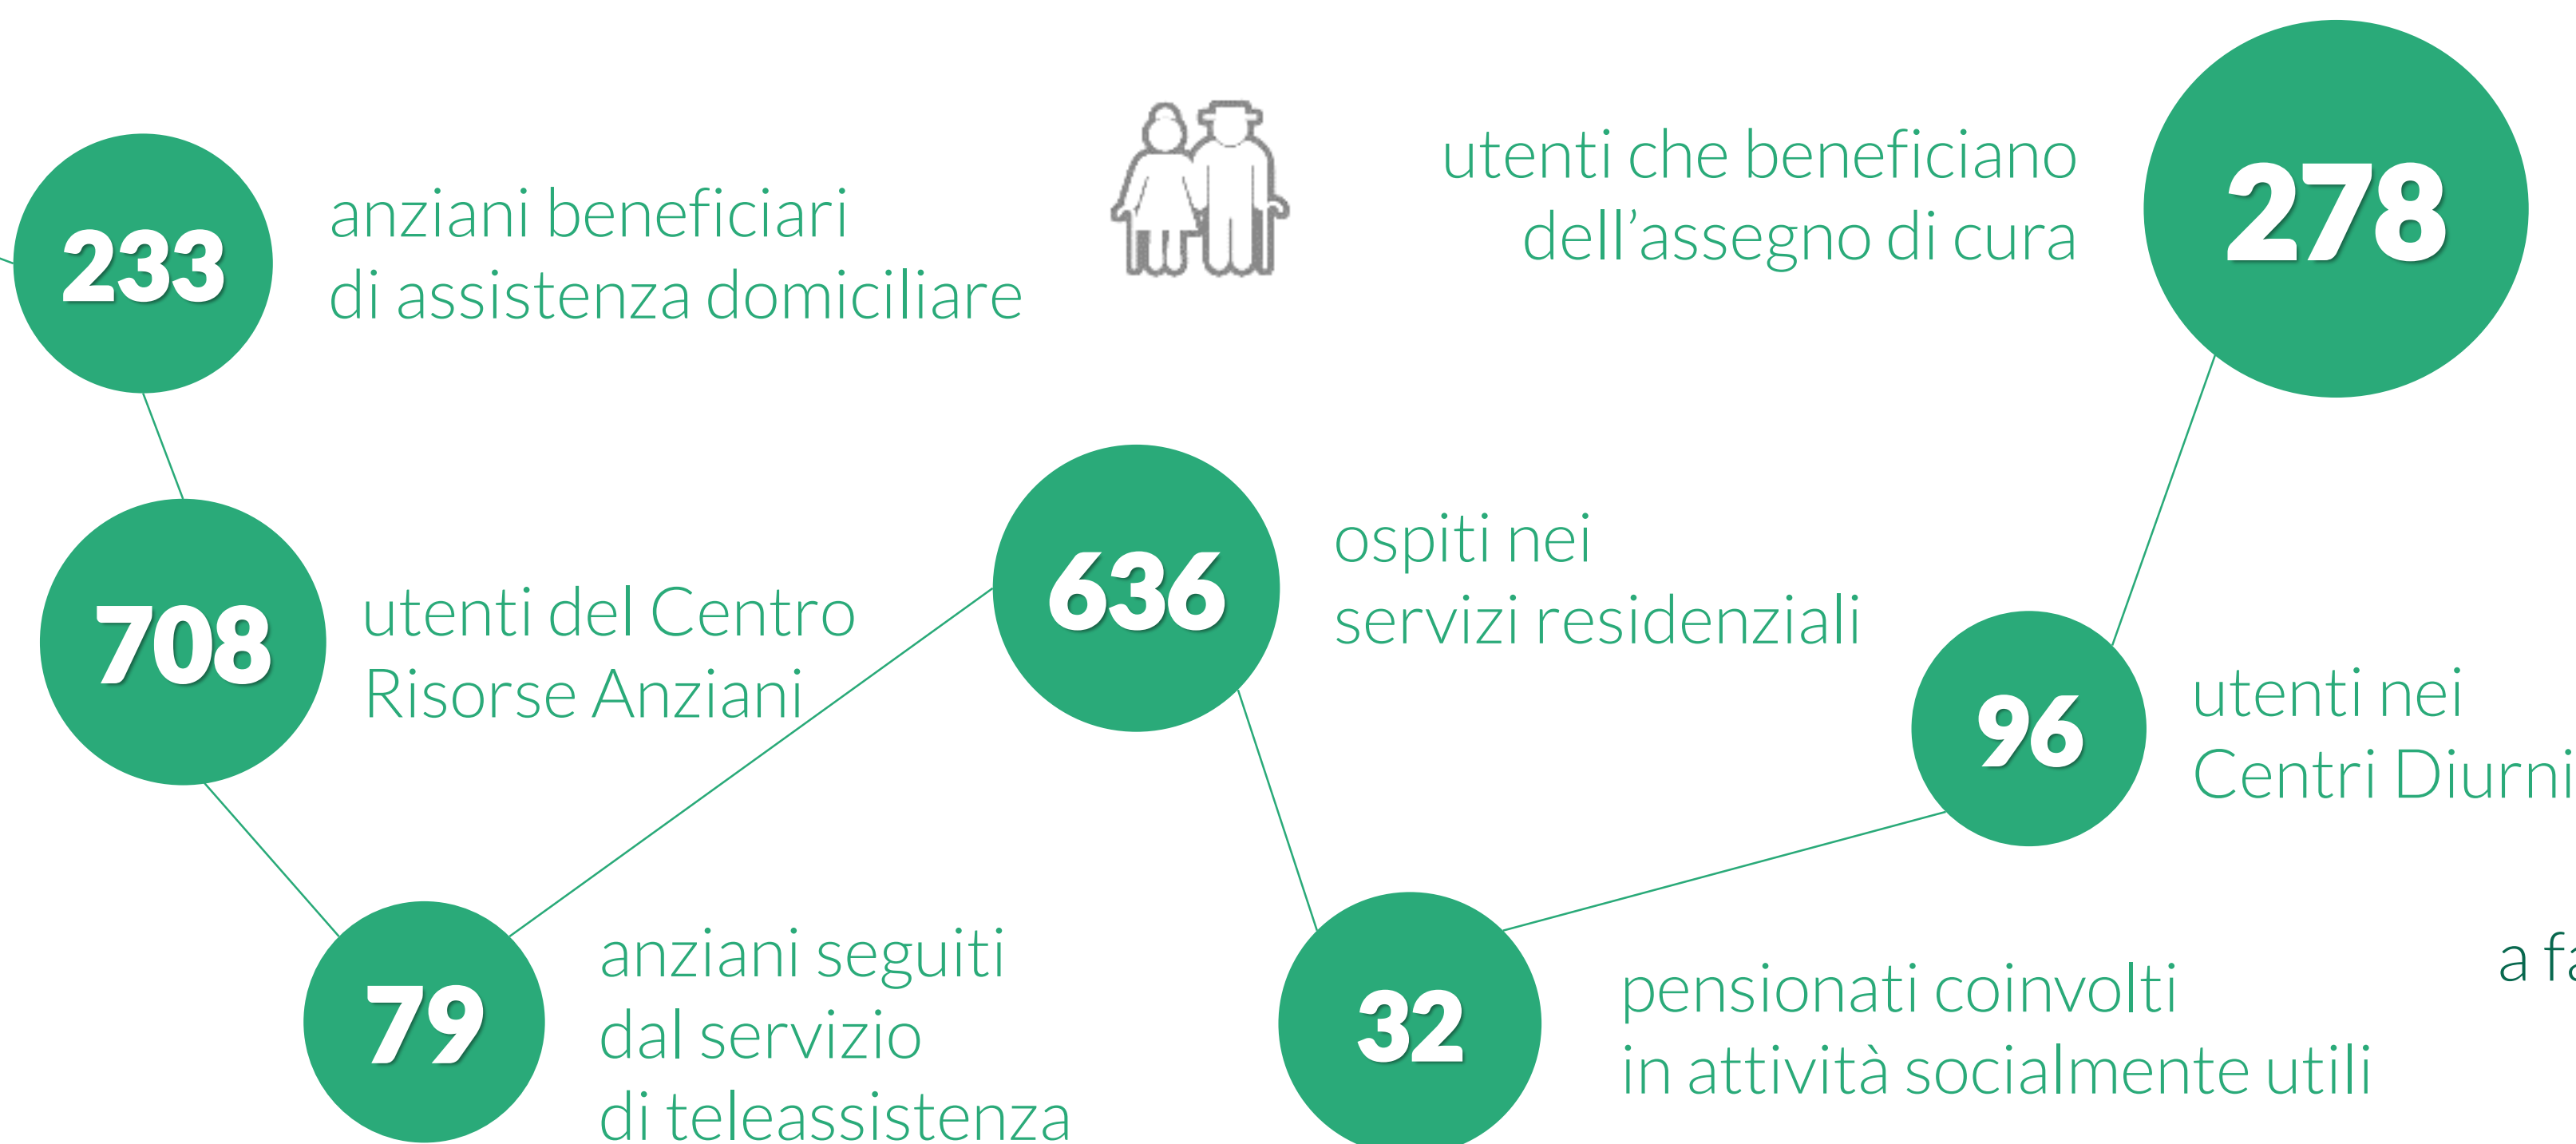 233
anziani beneficiari
di assistenza domiciliare
utenti che beneficiano
dell’assegno di cura
278
708
utenti del Centro
Risorse Anziani
636
ospiti nei
servizi residenziali
96
utenti nei
Centri Diurni
79
anziani seguiti
dal servizio
di teleassistenza
32
pensionati coinvolti
in attività socialmente utili
a